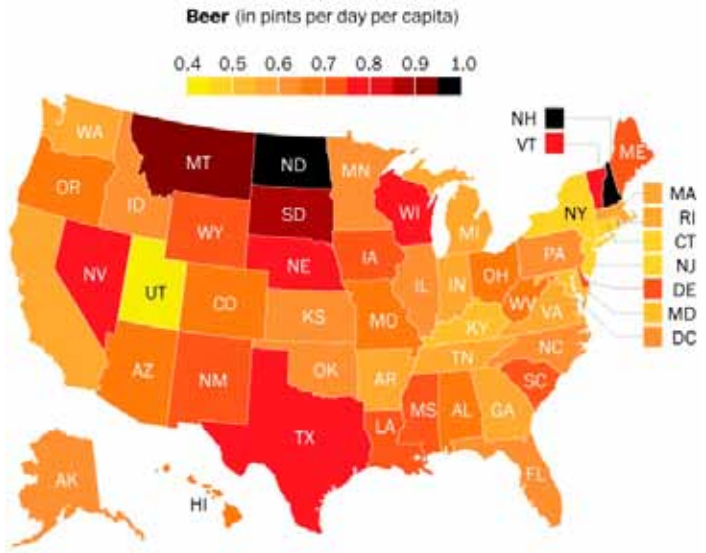 Beer (in pints per day per capita)
0.4 0.5 0.6 0.7 0.8 0.9 1.0
NH
VT
ME
WA
MT
ND
MN
OR
ID
SD
WI
NY
MA
WY
MI
RI
CT
IA
PA
NJ
NV
NE
OH
DE
UT
IL
IN
CO
WV
MD
KS
MO
VA
KY
DC
NC
TN
AZ
OK
NM
AR
SC
MS
AL
GA
LA
TX
AK
FL
HI